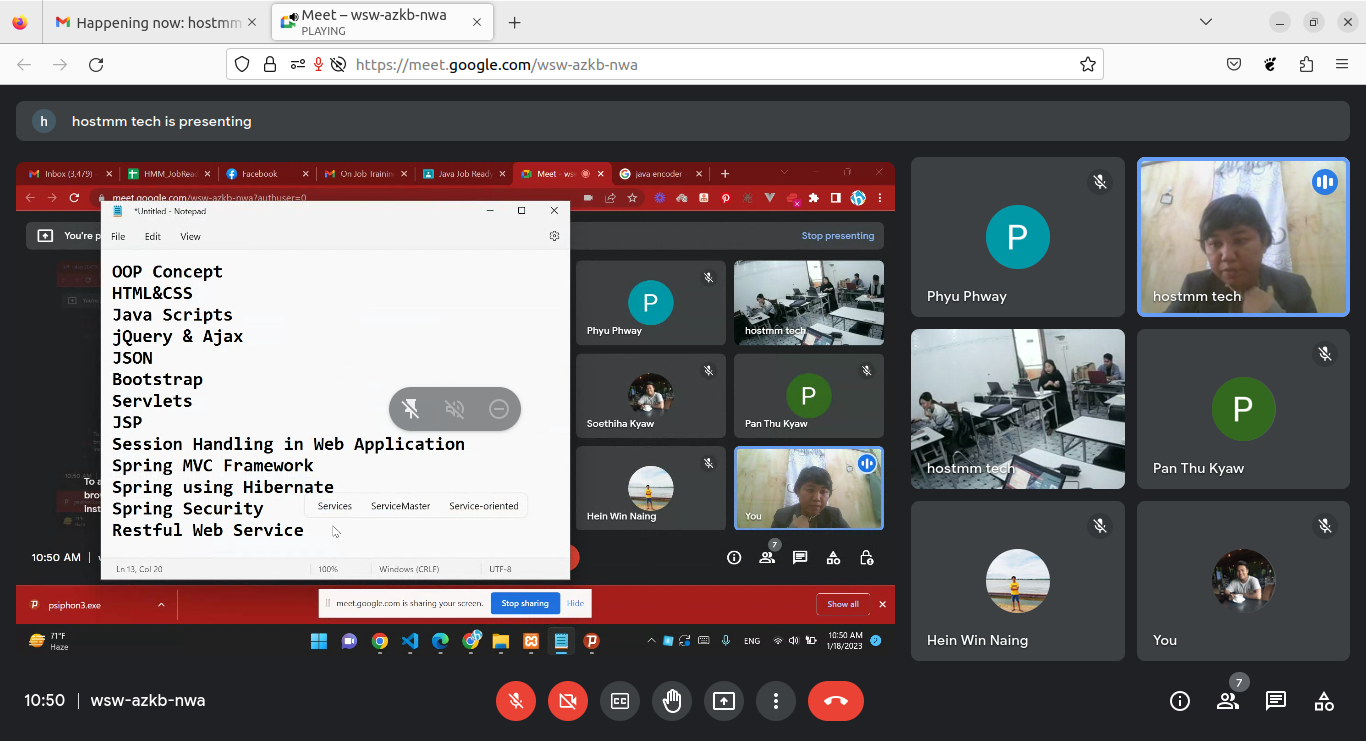 Happening now: hostmm
Meet – wsw-azkb-nwa
PLAYING
https://meet.google.com/wsw-azkb-nwa
h
hostmm tech is presenting
Inbox (3,479)
HMM_JobRea
Facebook
On Job Trainin
Java Job Ready
Meet - ws
java encoder
meet.google.com/wsw-azkb-nwa?authuser=0
You're p
Stop presenting
*Untitled - Notepad
File Edit View
OOP Concept
HTML&CSS
Java Scripts
jQuery & Ajax
JSON
Bootstrap
Servlets
JSP
Session Handling in Web Application
Spring MVC Framework
Spring using Hibernate
Spring Security
Restful Web Service
Services ServiceMaster Service-oriented
Ln 13, Col 20 100% Windows (CRLF) UTF-8
To a
bro
Inst
P
Phyu Phway
hostmm tech
Soethiha Kyaw
P
Pan Thu Kyaw
Hein Win Naing
You
10:50 AM
7
psiphon3.exe
meet.google.com is sharing your screen. Stop sharing Hide
Show all
71°F
Haze
ENG
10:50 AM
1/18/2023
2
P
Phyu Phway
hostmm tech
hostmm tech
P
Pan Thu Kyaw
Hein Win Naing
You
10:50 | wsw-azkb-nwa
7